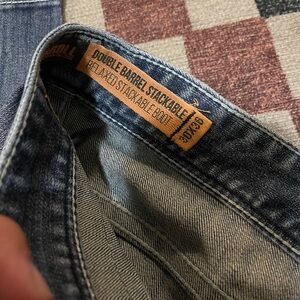 DOUBLE BARREL STACKABLE
RELAXED STACKABLE BOOT
30X36